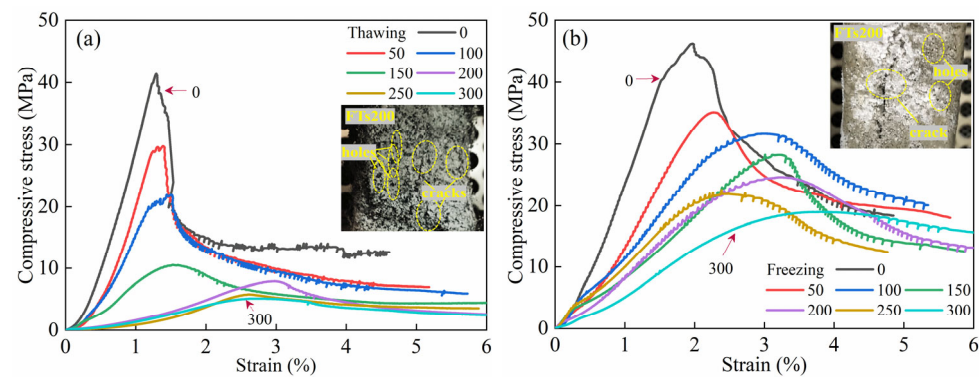 (a)
Thawing 0
50 100
150 200
250 300
FTs200
holes
cracks
0
300
Compressive stress (MPa)
50
40
30
20
10
0
0 1 2 3 4 5 6
Strain (%)
(b)
FTs200
holes
crack
0
300
Freezing 0
50 100 150
200 250 300
Compressive stress (MPa)
50
40
30
20
10
0
0 1 2 3 4 5 6
Strain (%)